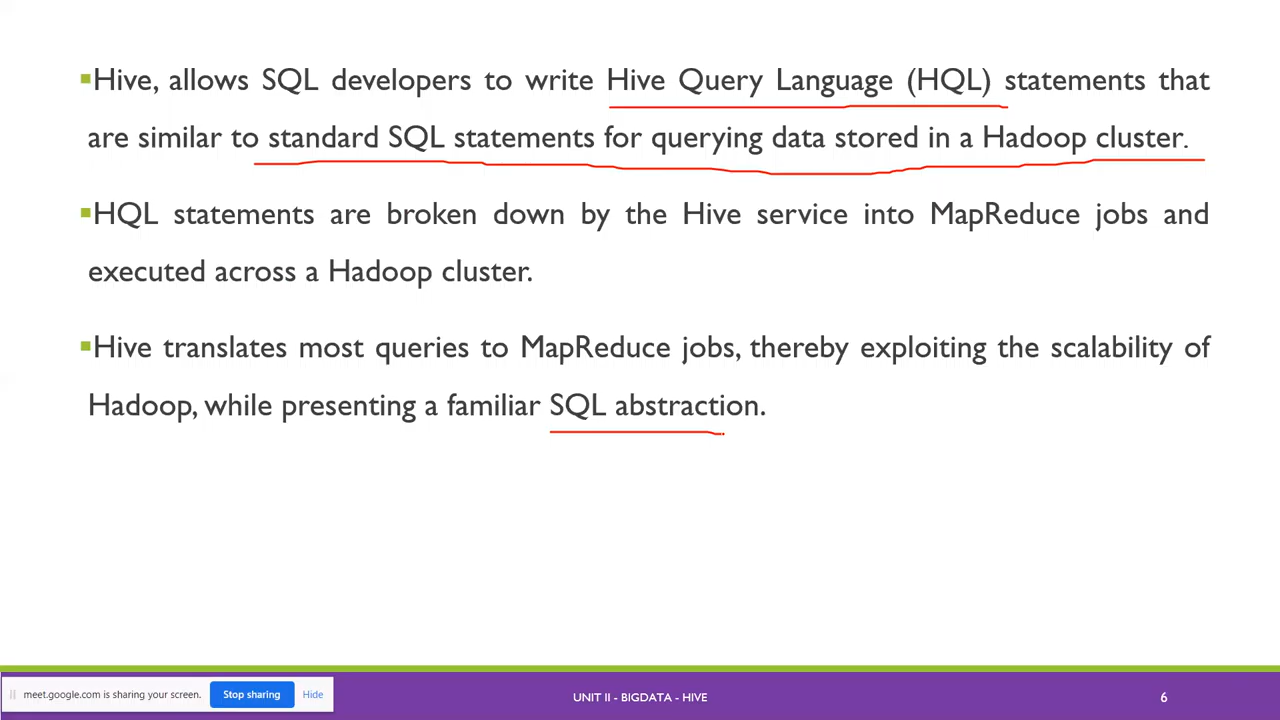 ▪Hive, allows SQL developers to write Hive Query Language (HQL) statements that
are similar to standard SQL statements for querying data stored in a Hadoop cluster.
▪HQL statements are broken down by the Hive service into MapReduce jobs and
executed across a Hadoop cluster.
▪Hive translates most queries to MapReduce jobs, thereby exploiting the scalability of
Hadoop, while presenting a familiar SQL abstraction.
meet.google.com is sharing your screen. Stop sharing Hide
UNIT II - BIGDATA - HIVE
6